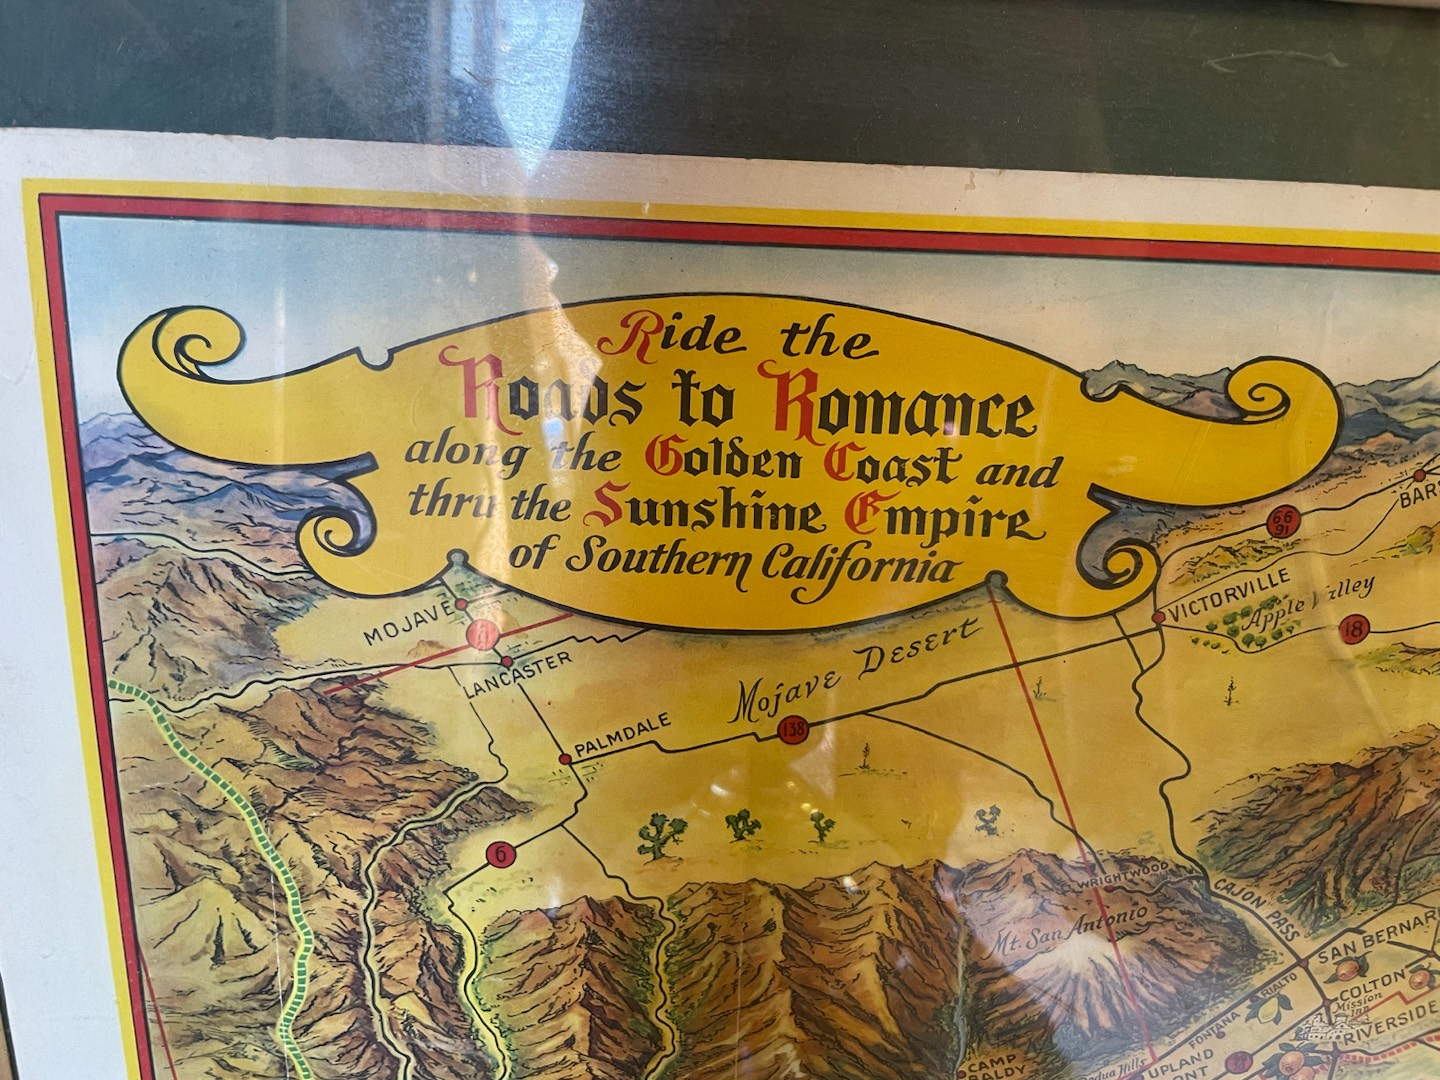 Ride the
Roads to Romance
along the Golden Coast and
thru the Sunshine Empire
of Southern California
66
91
MOJAVE
VICTORVILLE
Apple Valley
18
LANCASTER
Mojave Desert
PALMDALE
138
6
WRIGHTWOOD
CAJON PASS
Mt. San Antonio
SAN BERNAR
RIALTO
COLTON
Mission
Inn
FONTANA
RIVERSIDE
CAMP
BALDY
UPLAND